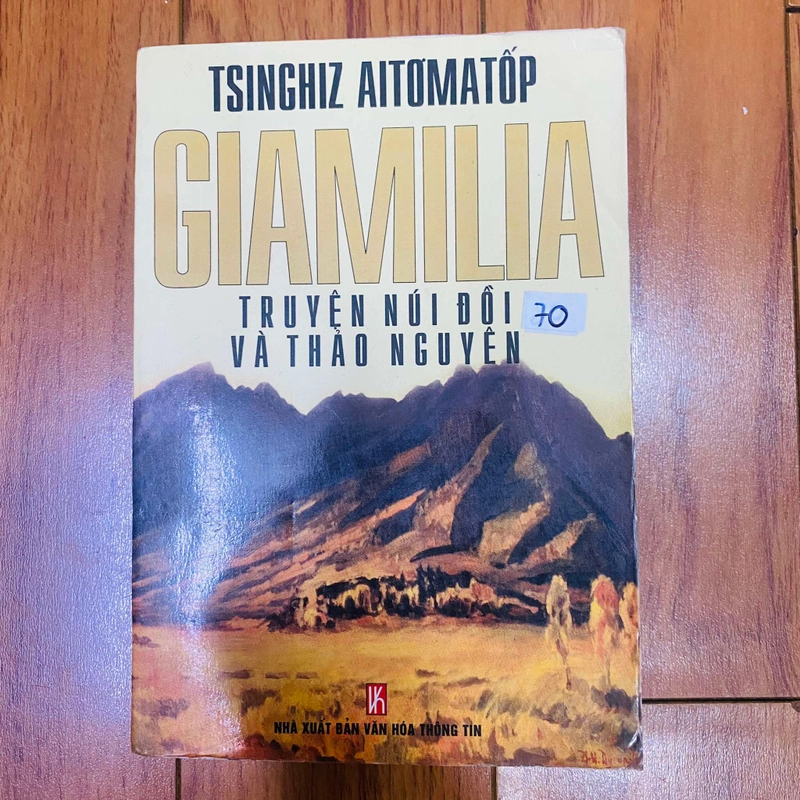 TSINGHIZ AITƠMATỐP
GIAMILIA
TRUYỆN NÚI ĐỒI
70
VÀ THẢO NGUYÊN
NHÀ XUẤT BẢN VĂN HÓA THÔNG TIN